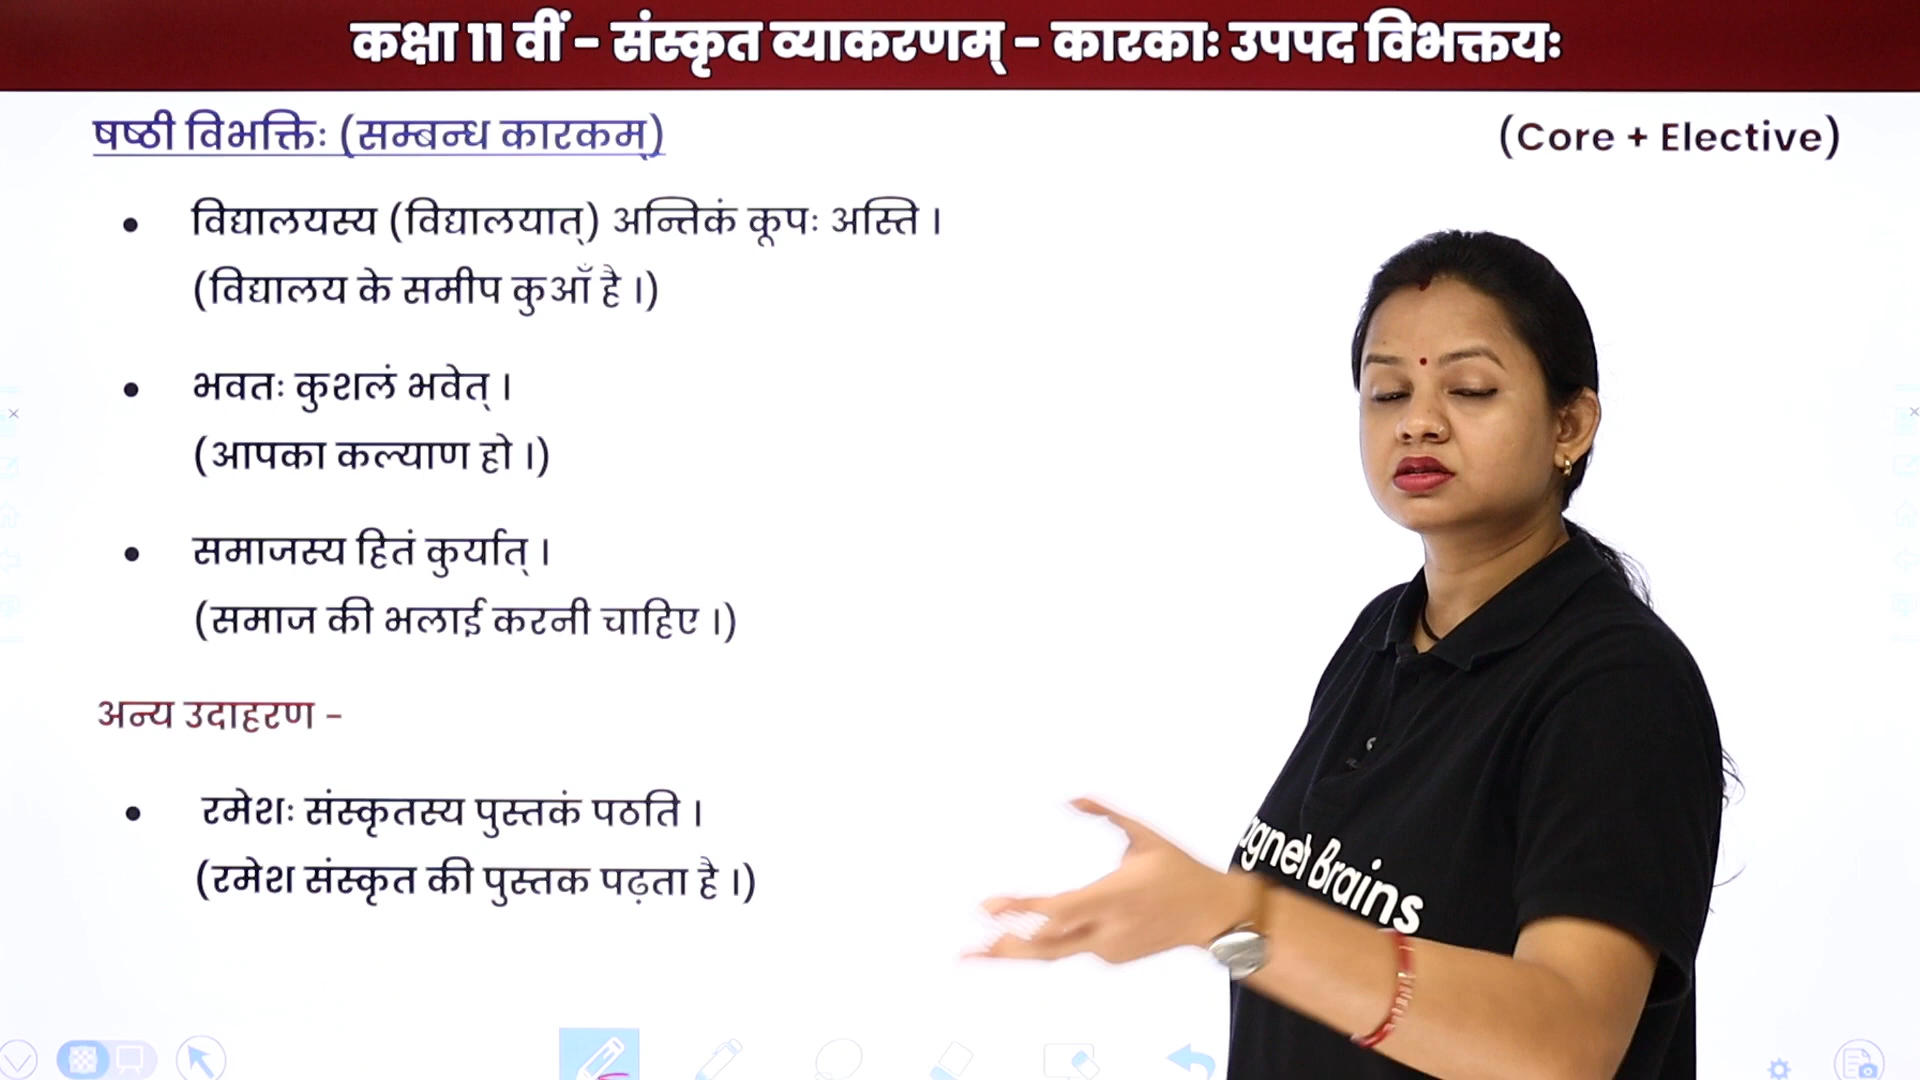 कक्षा 11 वीं - संस्कृत व्याकरणम् - कारकाः उपपद विभक्तयः
षष्ठी विभक्तिः (सम्बन्ध कारकम्)
(Core + Elective)
• विद्यालयस्य (विद्यालयात्) अन्तिकं कूपः अस्ति ।
(विद्यालय के समीप कुआँ है ।)
• भवतः कुशलं भवेत् ।
(आपका कल्याण हो ।)
• समाजस्य हितं कुर्यात् ।
(समाज की भलाई करनी चाहिए ।)
अन्य उदाहरण -
• रमेशः संस्कृतस्य पुस्तकं पठति ।
(रमेश संस्कृत की पुस्तक पढ़ता है ।)
agnet Brains